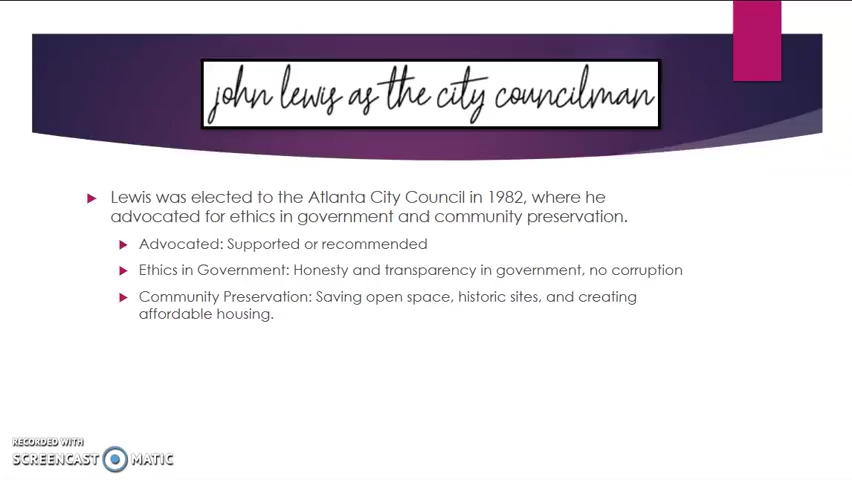 john lewis as the city councilman
Lewis was elected to the Atlanta City Council in 1982, where he
advocated for ethics in government and community preservation.
Advocated: Supported or recommended
Ethics in Government: Honesty and transparency in government, no corruption
Community Preservation: Saving open space, historic sites, and creating
affordable housing.
RECORDED WITH
SCREENCAST MATIC